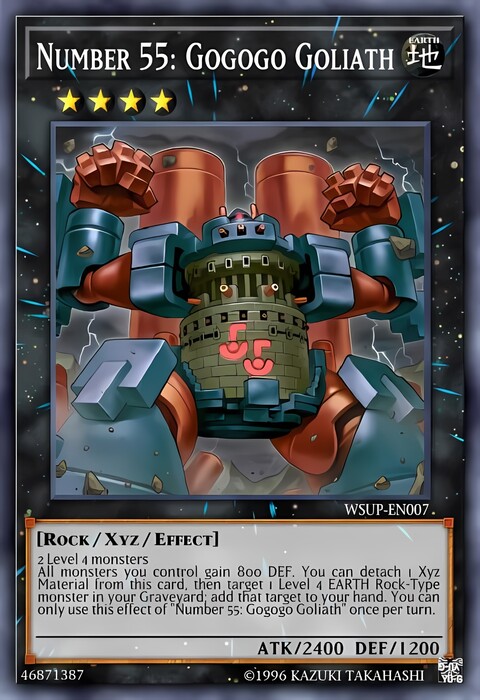 NUMBER 55: GOGOGO GOLIATH
EARTH
地
55
WSUP-EN007
[ROCK / XYZ / EFFECT]
2 Level 4 monsters
All monsters you control gain 800 DEF. You can detach 1 Xyz
Material from this card, then target 1 Level 4 EARTH Rock-Type
monster in your Graveyard; add that target to your hand. You can
only use this effect of "Number 55: Gogogo Goliath" once per turn.
ATK/2400 DEF/1200
46871387
©1996 KAZUKI TAKAHASHI